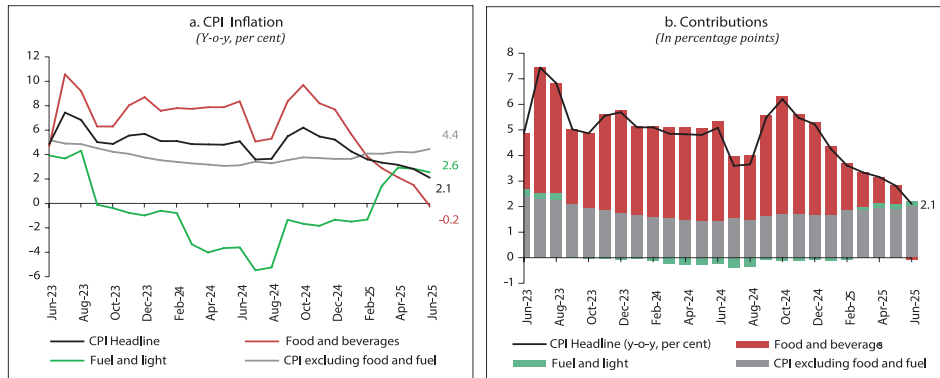 a. CPI Inflation
(Y-o-y, per cent)
12
10
8
6
4
2
0
-2
-4
-6
4.4
2.6
2.1
-0.2
Jun-23
Aug-23
Oct-23
Dec-23
Feb-24
Apr-24
Jun-24
Aug-24
Oct-24
Dec-24
Feb-25
Apr-25
Jun-25
CPI Headline
Food and beverages
Fuel and light
CPI excluding food and fuel
b. Contributions
(In percentage points)
8
7
6
5
4
3
2
1
0
-1
2.1
Jun-23
Aug-23
Oct-23
Dec-23
Feb-24
Apr-24
Jun-24
Aug-24
Oct-24
Dec-24
Feb-25
Apr-25
Jun-25
CPI Headline (y-o-y, per cent)
Food and beverages
Fuel and light
CPI excluding food and fuel